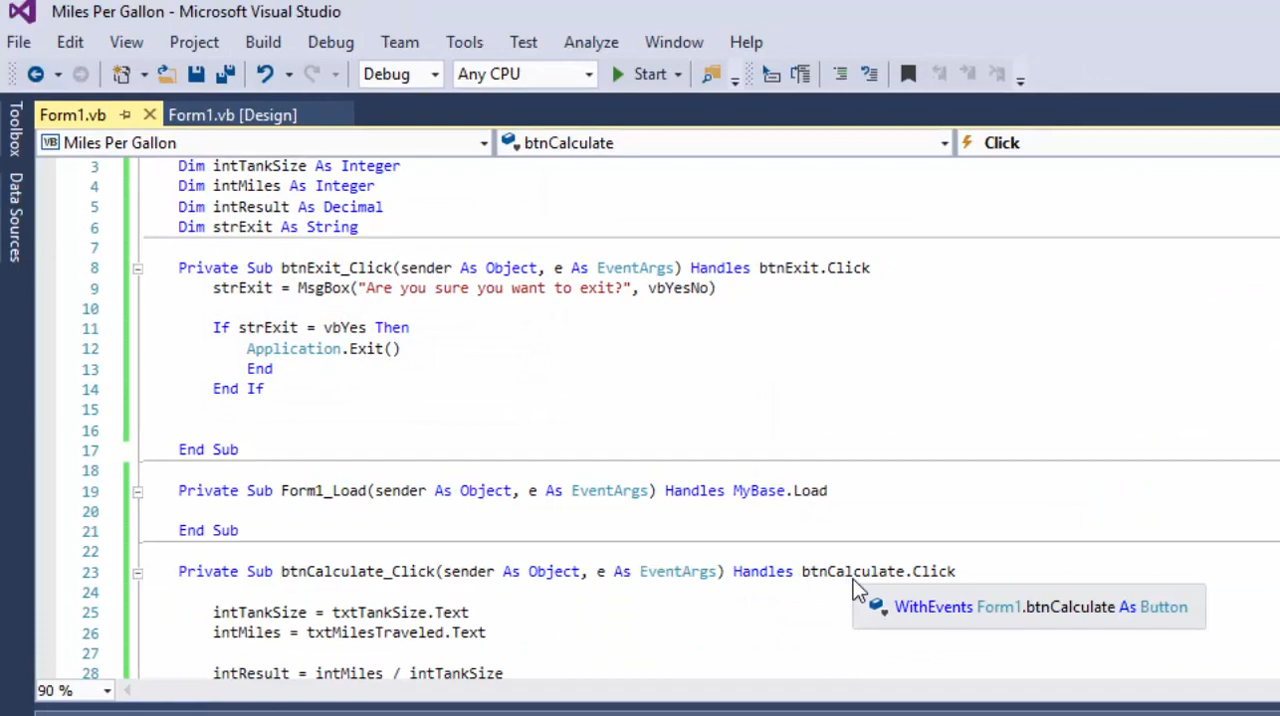 Miles Per Gallon - Microsoft Visual Studio
File Edit View Project Build Debug Team Tools Test Analyze Window Help
Debug Any CPU Start
Toolbox
Data Sources
Form1.vb Form1.vb [Design]
VB Miles Per Gallon btnCalculate Click
3 Dim intTankSize As Integer
4 Dim intMiles As Integer
5 Dim intResult As Decimal
6 Dim strExit As String
7
8 Private Sub btnExit_Click(sender As Object, e As EventArgs) Handles btnExit.Click
9 strExit = MsgBox("Are you sure you want to exit?", vbYesNo)
10
11 If strExit = vbYes Then
12 Application.Exit()
13 End
14 End If
15
16
17 End Sub
18
19 Private Sub Form1_Load(sender As Object, e As EventArgs) Handles MyBase.Load
20
21 End Sub
22
23 Private Sub btnCalculate_Click(sender As Object, e As EventArgs) Handles btnCalculate.Click
24
WithEvents Form1.btnCalculate As Button
25 intTankSize = txtTankSize.Text
26 intMiles = txtMilesTraveled.Text
27
28 intResult = intMiles / intTankSize
90 %